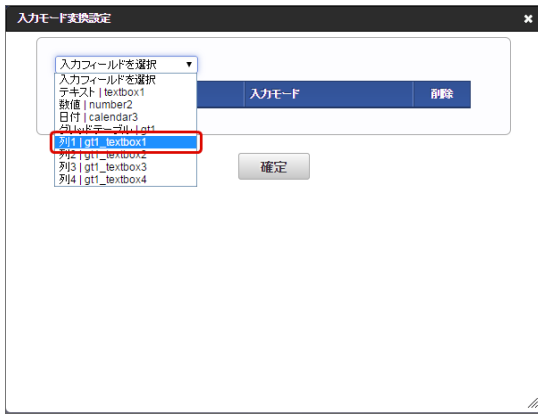 入力モード変換設定
入力フィールドを選択
入力フィールドを選択
テキスト | textbox1
数値 | number2
日付 | calendar3
グリッドテーブル | gt1
列1 | gt1_textbox1
列2 | gt1_textbox2
列3 | gt1_textbox3
列4 | gt1_textbox4
入力モード
削除
確定